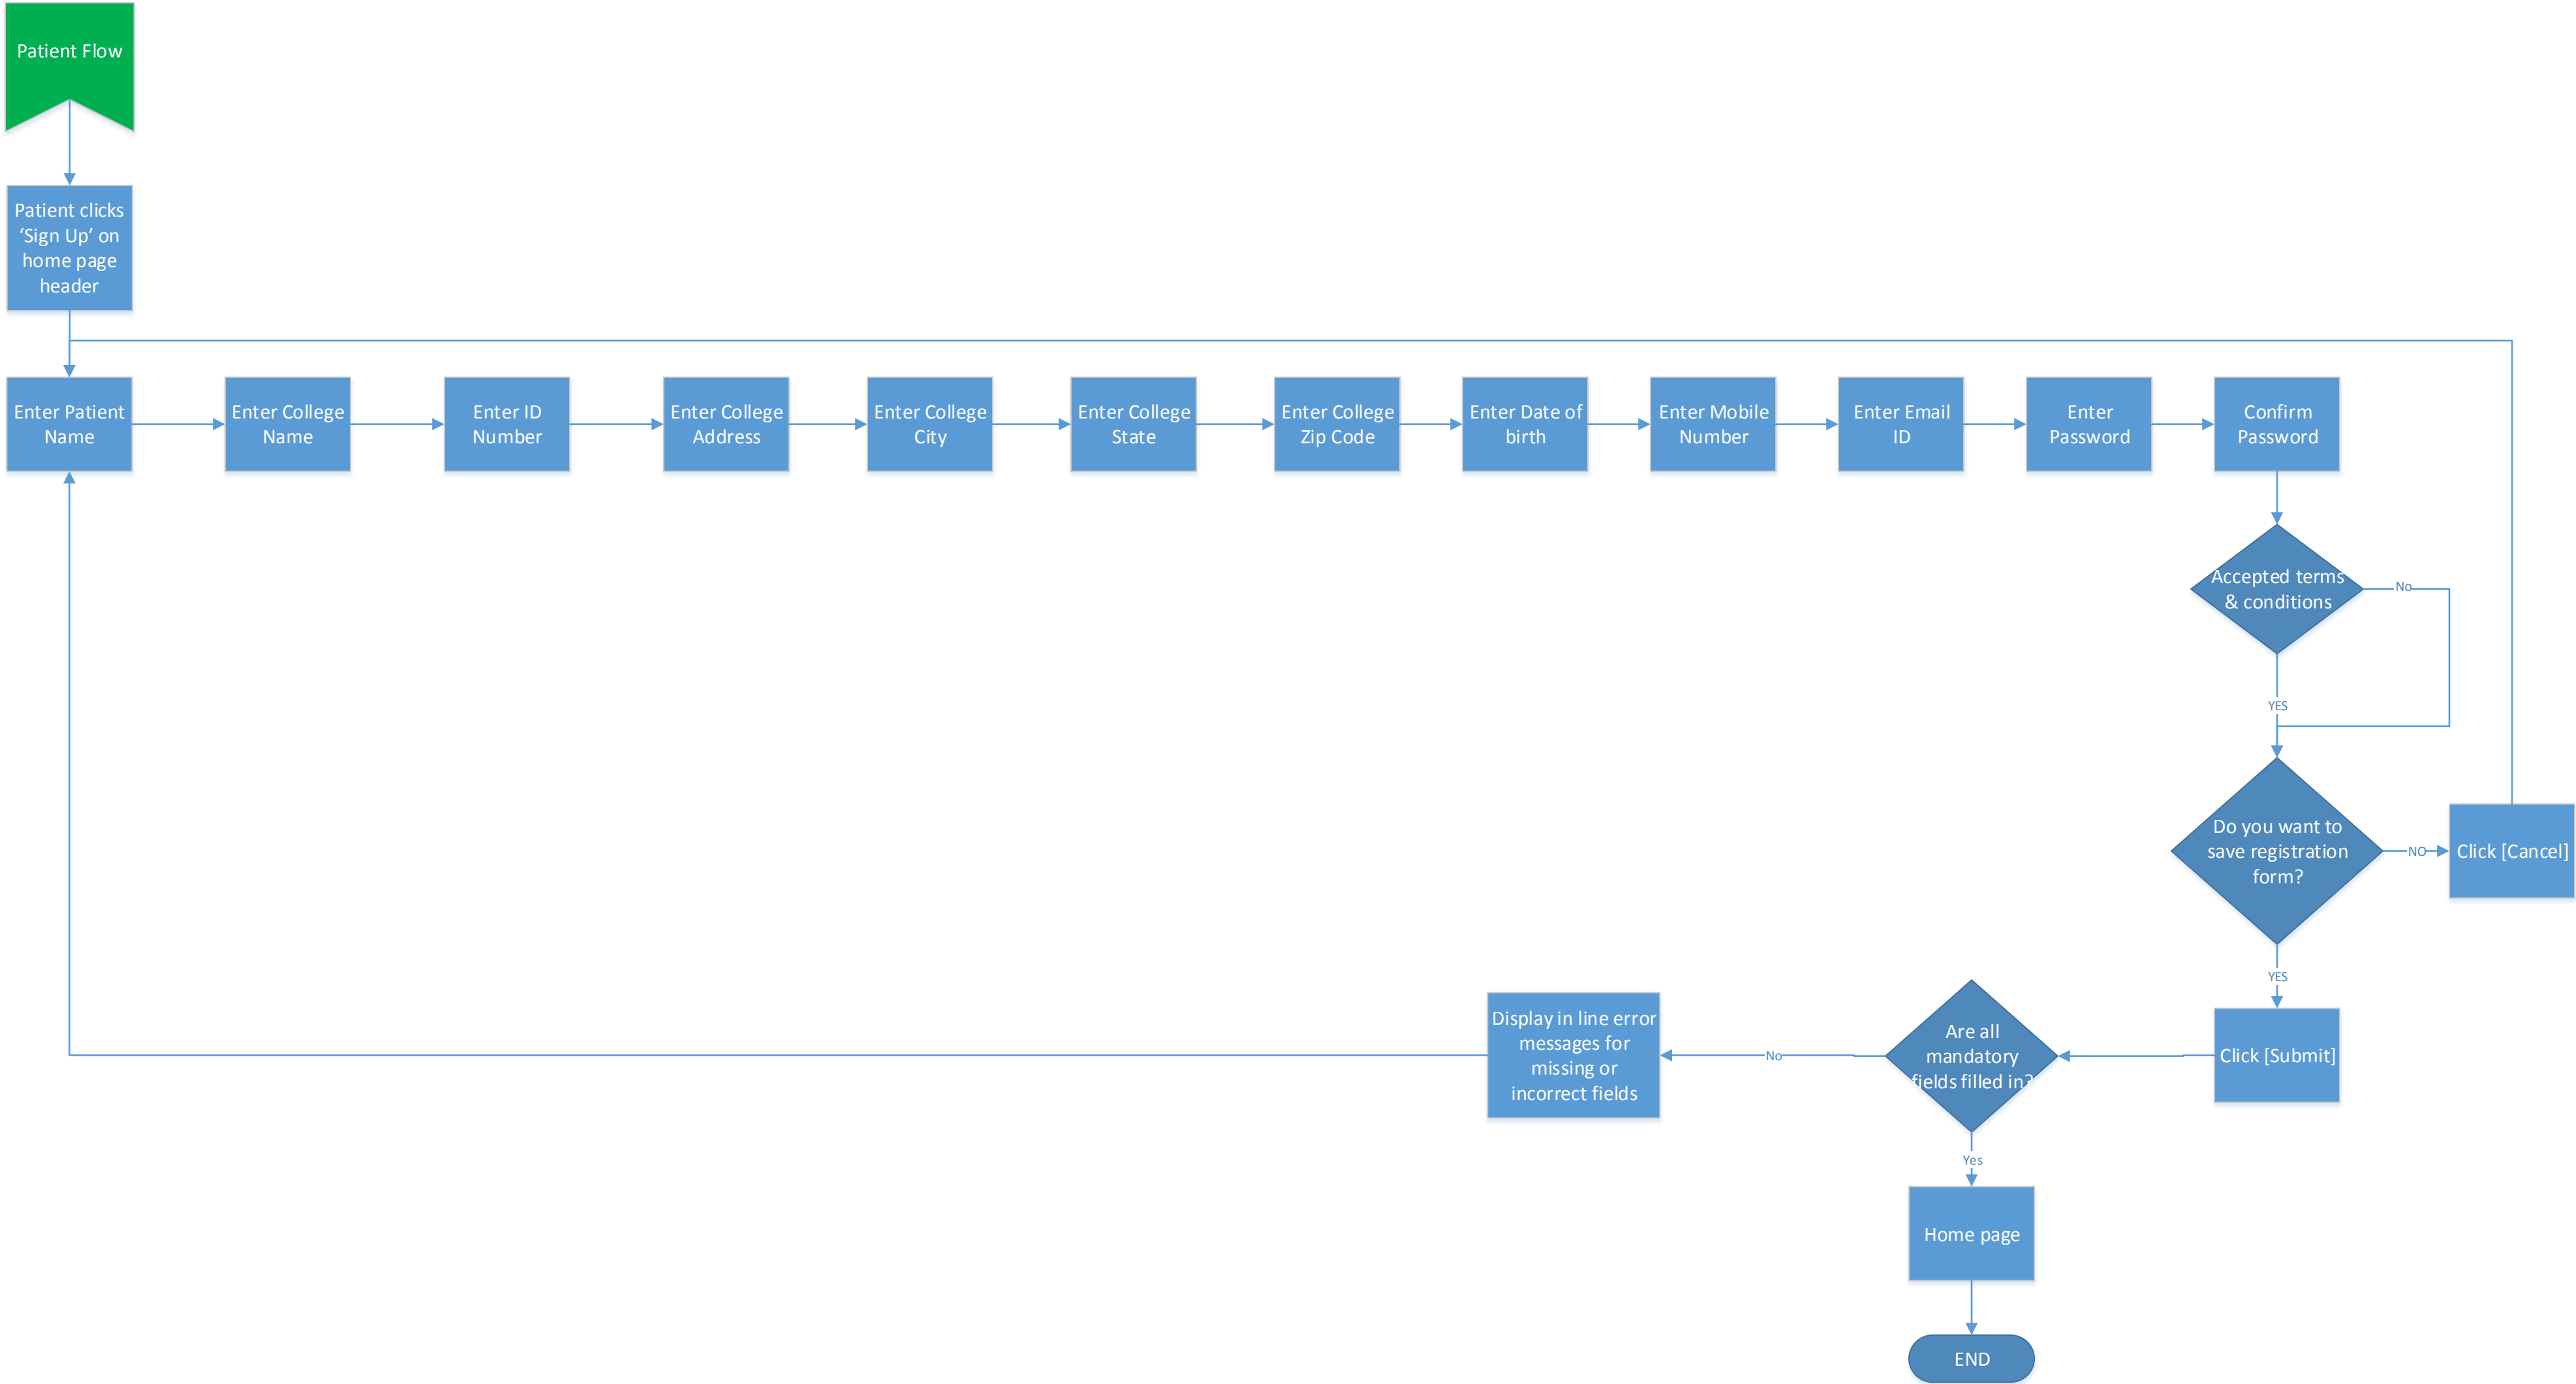 Patient Flow
Patient clicks
‘Sign Up’ on
home page
header
Enter Patient
Name
Enter College
Name
Enter ID
Number
Enter College
Address
Enter College
City
Enter College
State
Enter College
Zip Code
Enter Date of
birth
Enter Mobile
Number
Enter Email
ID
Enter
Password
Confirm
Password
Accepted terms
& conditions
No
YES
Do you want to
save registration
form?
NO
Click [Cancel]
YES
Click [Submit]
Are all
mandatory
fields filled in?
No
Display in line error
messages for
missing or
incorrect fields
Yes
Home page
END